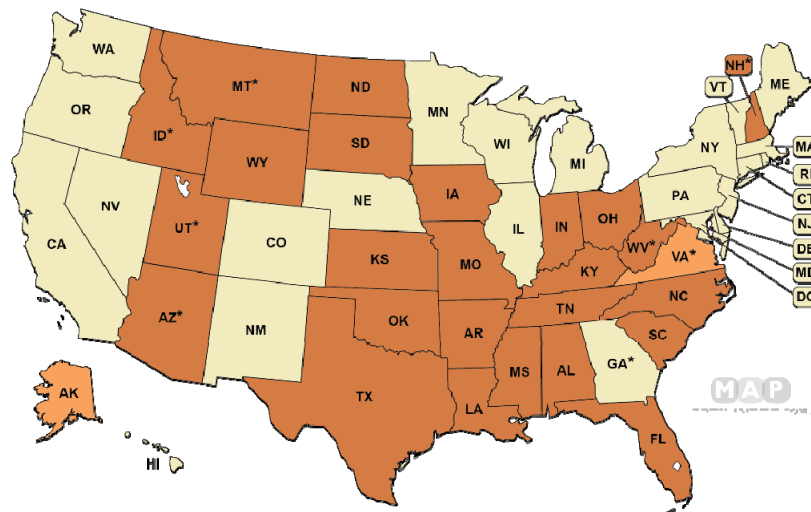 WA
MT*
ND
MN
NH*
VT
ME
OR
ID*
SD
WI
MI
NY
MA
RI
CT
NJ
DE
MD
DC
WY
IA
NE
PA
NV
UT*
CO
IL
IN
OH
WV*
VA*
CA
KS
MO
KY
NC
AZ*
NM
OK
AR
TN
SC
MS
AL
GA*
TX
LA
FL
AK
HI
MAP